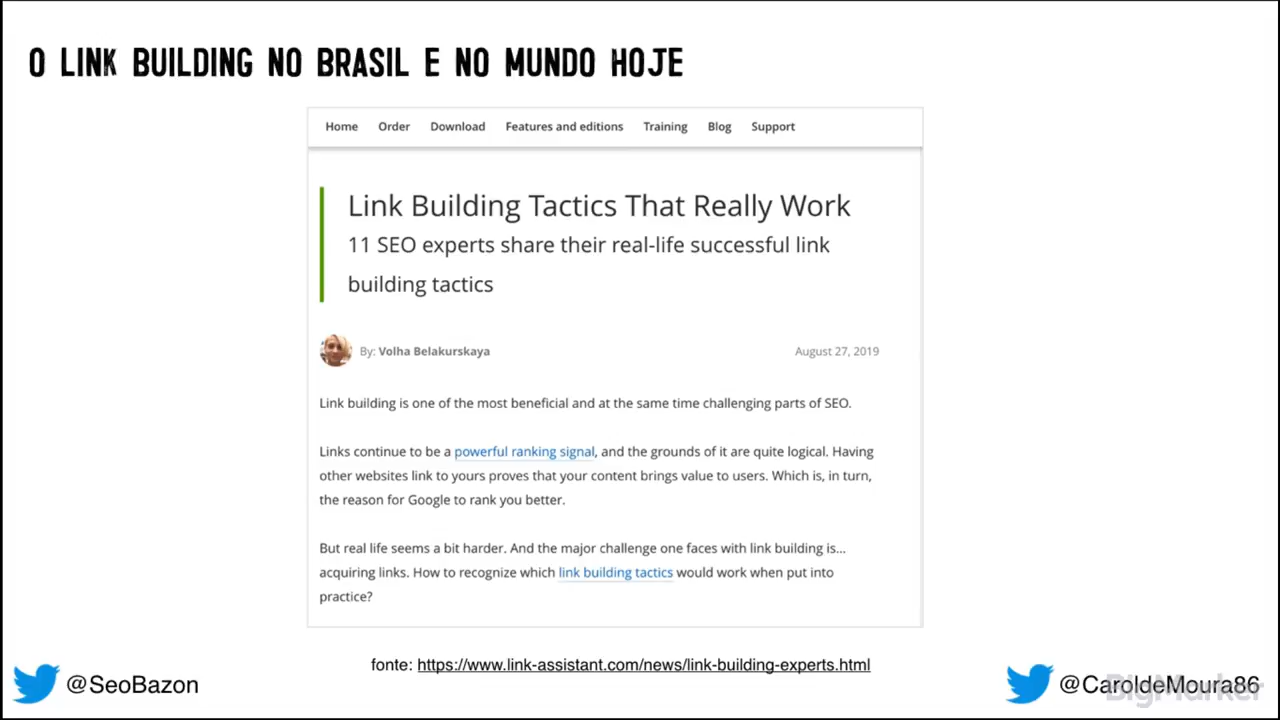 O LINK BUILDING NO BRASIL E NO MUNDO HOJE
Home Order Download Features and editions Training Blog Support
Link Building Tactics That Really Work
11 SEO experts share their real-life successful link
building tactics
By: Volha Belakurskaya August 27, 2019
Link building is one of the most beneficial and at the same time challenging parts of SEO.
Links continue to be a powerful ranking signal, and the grounds of it are quite logical. Having
other websites link to yours proves that your content brings value to users. Which is, in turn,
the reason for Google to rank you better.
But real life seems a bit harder. And the major challenge one faces with link building is...
acquiring links. How to recognize which link building tactics would work when put into
practice?
fonte: https://www.link-assistant.com/news/link-building-experts.html
@SeoBazon @CaroldeMoura86
BigMarker